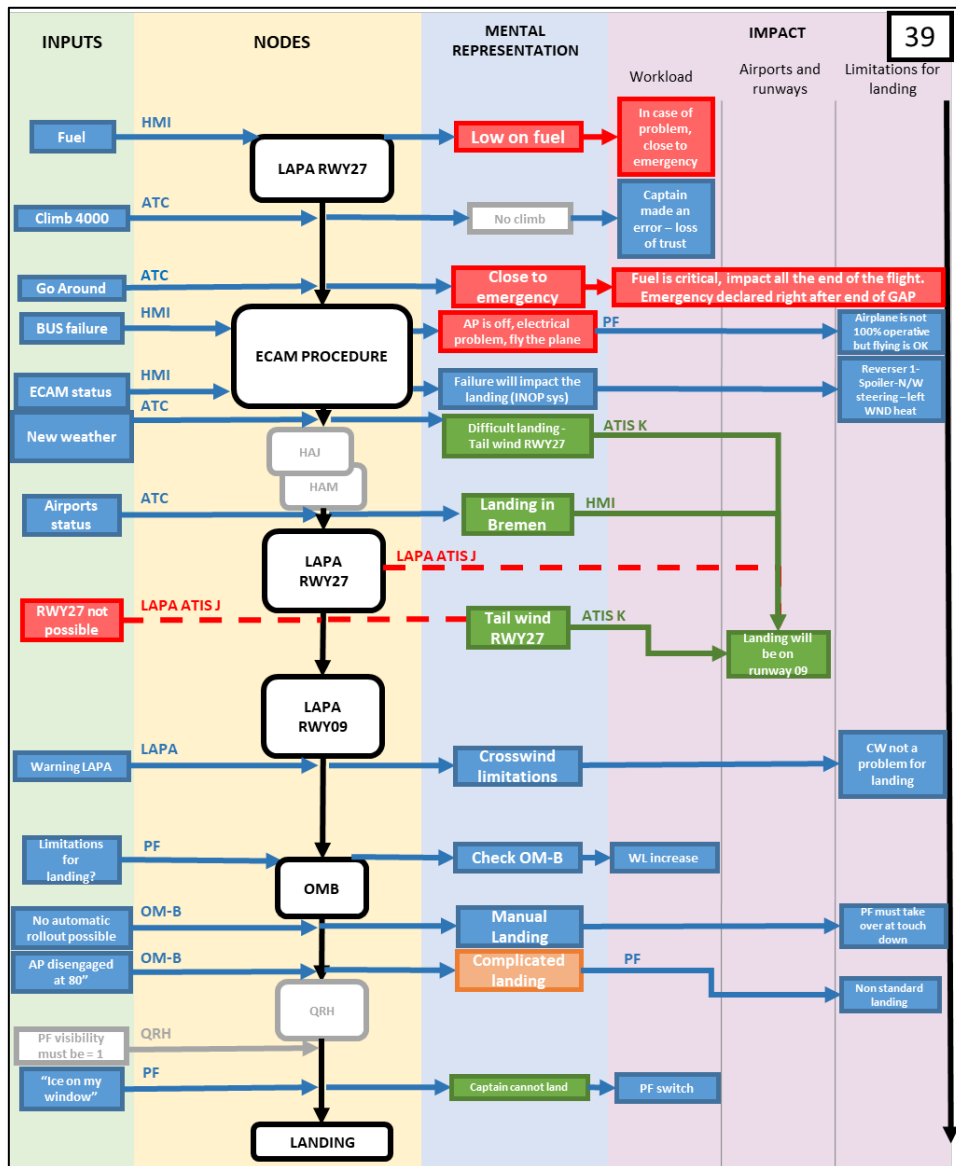 INPUTS
NODES
MENTAL
REPRESENTATION
IMPACT
39
Workload
Airports and
runways
Limitations for
landing
Fuel
HMI
LAPA RWY27
Low on fuel
In case of
problem,
close to
emergency
Climb 4000
ATC
No climb
Captain
made an
error – loss
of trust
Go Around
ATC
Close to
emergency
Fuel is critical, impact all the end of the flight.
Emergency declared right after end of GAP
BUS failure
HMI
ECAM PROCEDURE
AP is off, electrical
problem, fly the plane
PF
Airplane is not
100% operative
but flying is OK
ECAM status
HMI
Failure will impact the
landing (INOP sys)
Reverser 1-
Spoiler-N/W
steering – left
WND heat
New weather
ATC
Difficult landing -
Tail wind RWY27
ATIS K
HAJ
HAM
Airports
status
ATC
Landing in
Bremen
HMI
LAPA
RWY27
LAPA ATIS J
RWY27 not
possible
LAPA ATIS J
Tail wind
RWY27
ATIS K
Landing will
be on
runway 09
LAPA
RWY09
Warning LAPA
LAPA
Crosswind
limitations
CW not a
problem for
landing
Limitations
for
landing?
PF
OMB
Check OM-B
WL increase
No automatic
rollout possible
OM-B
Manual
Landing
PF must take
over at touch
down
AP disengaged
at 80”
OM-B
Complicated
landing
PF
Non standard
landing
QRH
PF visibility
must be = 1
QRH
“Ice on my
window”
PF
Captain cannot land
PF switch
LANDING